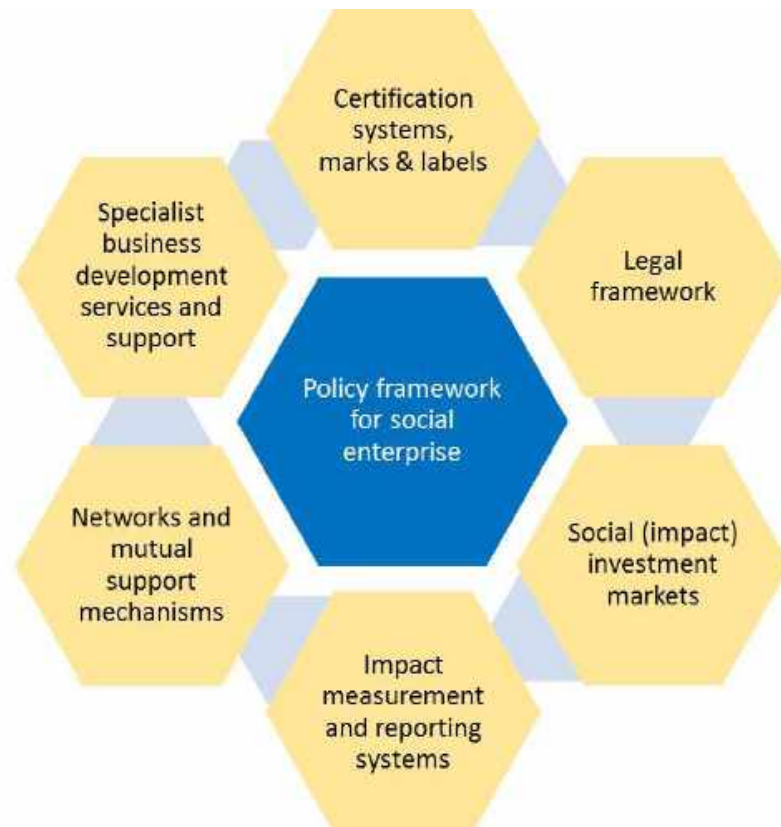 Certification
systems,
marks & labels
Legal
framework
Social (impact)
investment
markets
Impact
measurement
and reporting
systems
Networks and
mutual
support
mechanisms
Specialist
business
development
services and
support
Policy framework
for social
enterprise